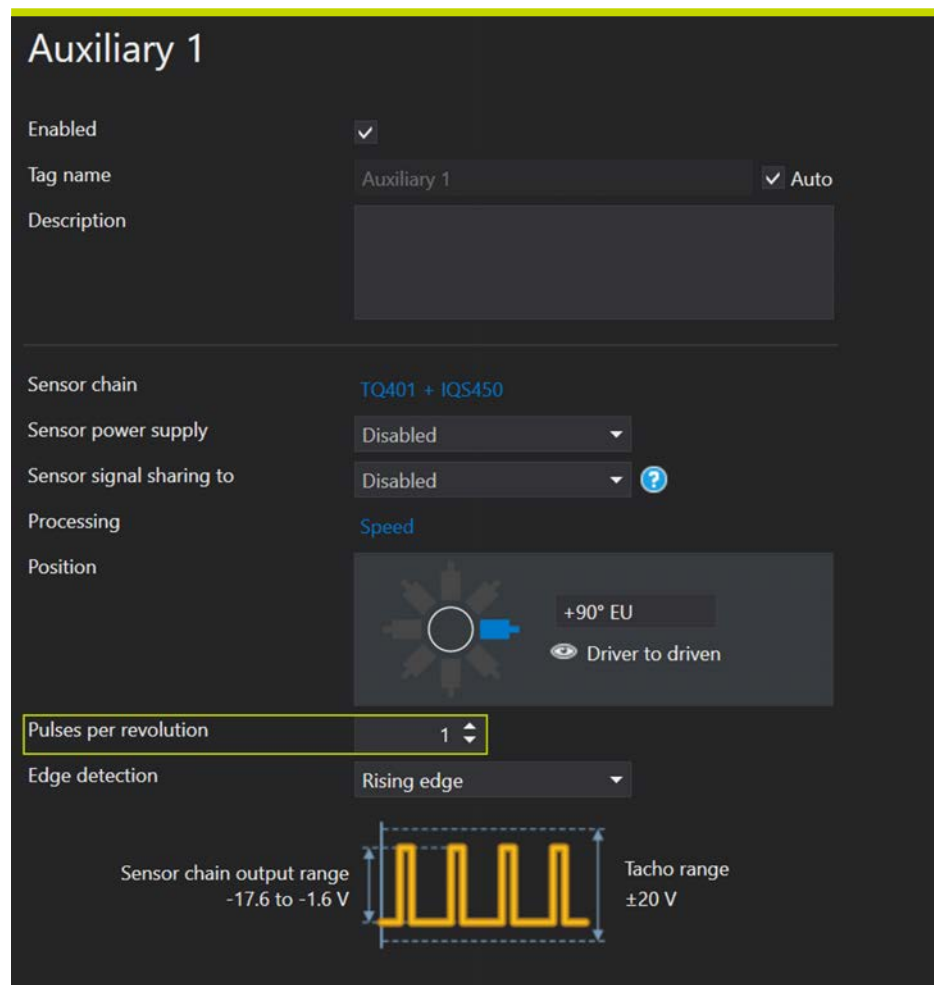 Auxiliary 1
Enabled
Tag name Auxiliary 1 Auto
Description
Sensor chain TQ401 + IQS450
Sensor power supply Disabled
Sensor signal sharing to Disabled ?
Processing Speed
Position
+90° EU
Driver to driven
Pulses per revolution 1
Edge detection Rising edge
Sensor chain output range Tacho range
-17.6 to -1.6 V ±20 V